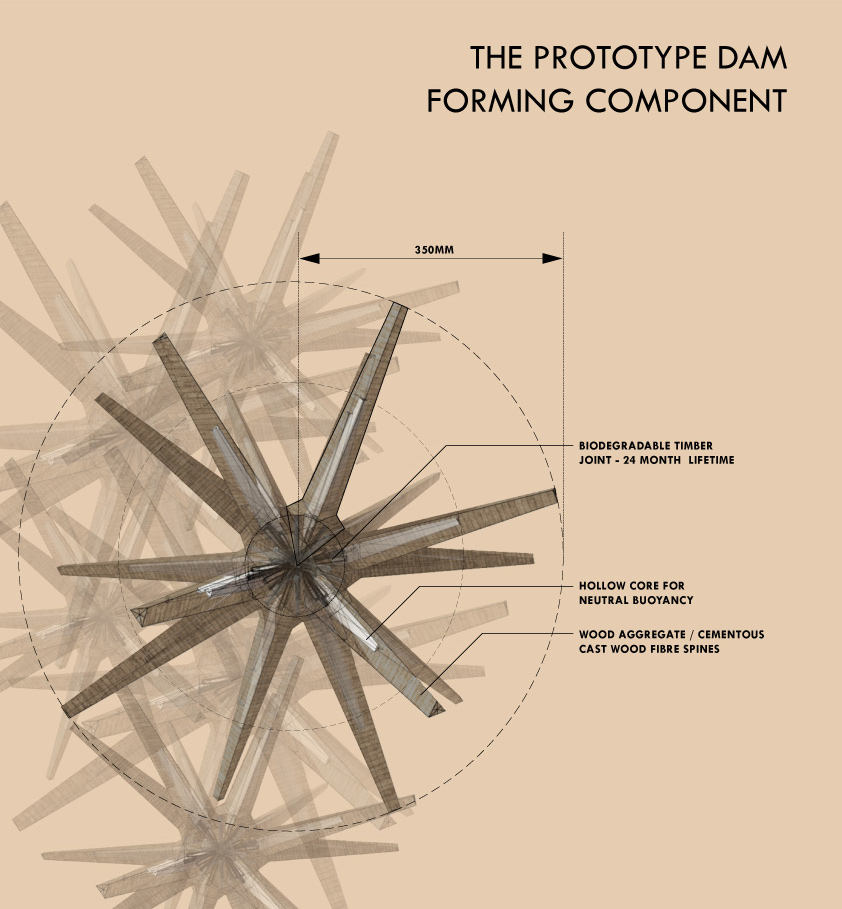 THE PROTOTYPE DAM
FORMING COMPONENT
350MM
BIODEGRADABLE TIMBER
JOINT - 24 MONTH LIFETIME
HOLLOW CORE FOR
NEUTRAL BUOYANCY
WOOD AGGREGATE / CEMENTOUS
CAST WOOD FIBRE SPINES